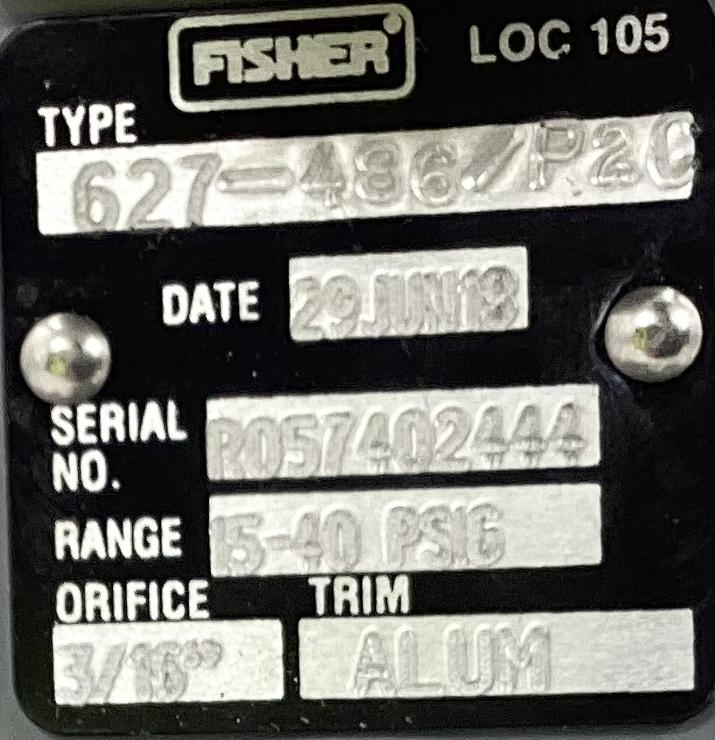 FISHER® LOC 105
TYPE
627-486/P2C
DATE 29JUN18
SERIAL NO. R057402444
RANGE 15-40 PSIG
ORIFICE TRIM
3/16" ALUM